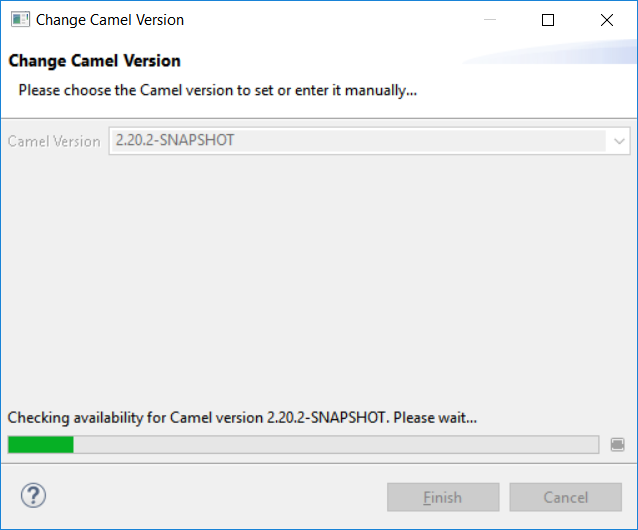 Change Camel Version
Change Camel Version
Please choose the Camel version to set or enter it manually...
Camel Version 2.20.2-SNAPSHOT
Checking availability for Camel version 2.20.2-SNAPSHOT. Please wait...
? Finish Cancel